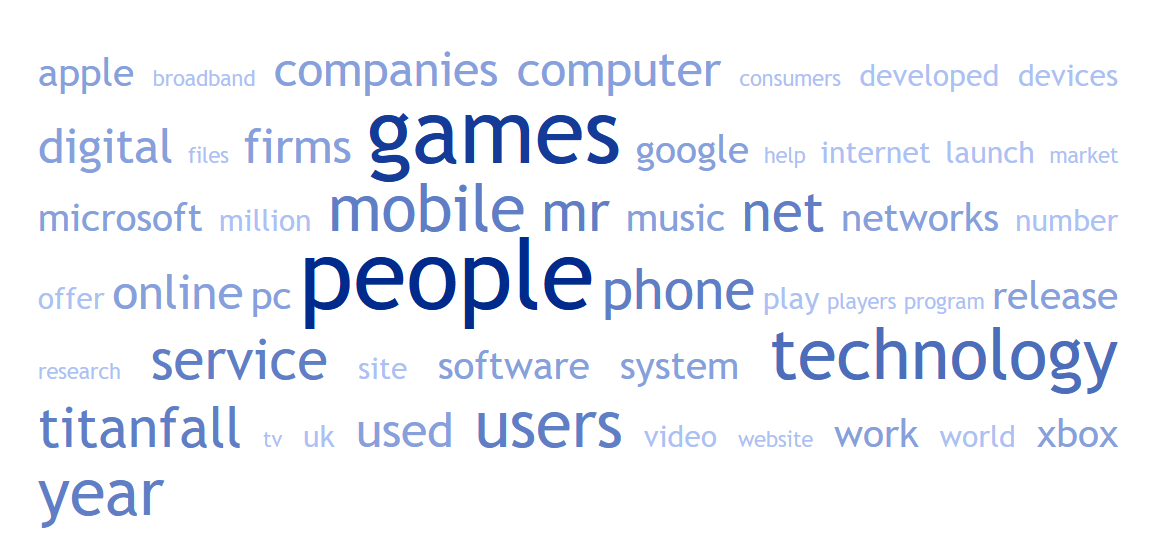 apple broadband companies computer consumers developed devices
digital files firms games google help internet launch market
microsoft million mobile mr music net networks number
offer online pc people phone play players program release
research service site software system technology
titanfall tv uk used users video website work world xbox
year